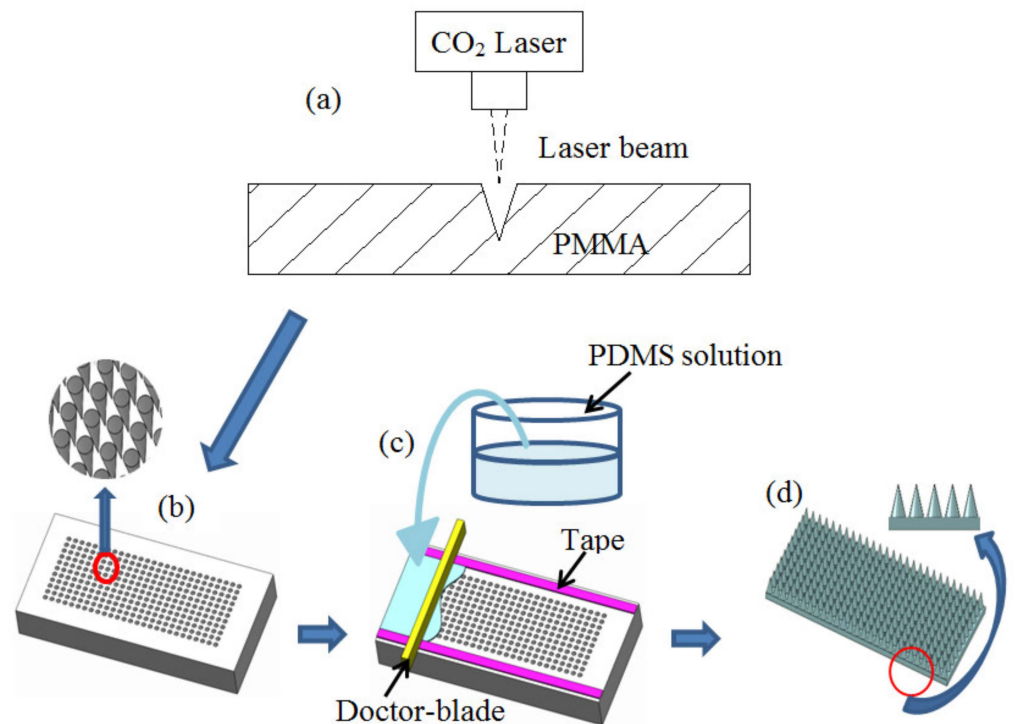 CO₂ Laser
(a)
Laser beam
PMMA
PDMS solution
(c)
(b)
(d)
Tape
Doctor-blade